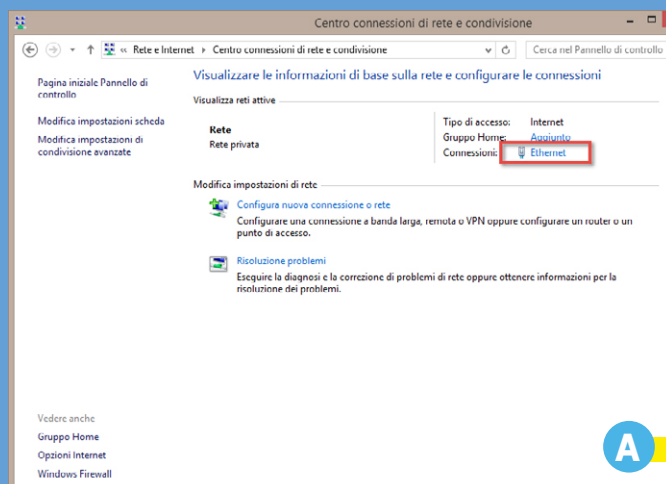 Centro connessioni di rete e condivisione
« Rete e Internet ▸ Centro connessioni di rete e condivisione
Cerca nel Pannello di controllo
Pagina iniziale Pannello di
controllo
Modifica impostazioni scheda
Modifica impostazioni di
condivisione avanzate
Visualizzare le informazioni di base sulla rete e configurare le connessioni
Visualizza reti attive
Rete
Rete privata
Tipo di accesso: Internet
Gruppo Home: Aggiunto
Connessioni: Ethernet
Modifica impostazioni di rete
Configura nuova connessione o rete
Configurare una connessione a banda larga, remota o VPN oppure configurare un router o un
punto di accesso.
Risoluzione problemi
Eseguire la diagnosi e la correzione di problemi di rete oppure ottenere informazioni per la
risoluzione dei problemi.
Vedere anche
Gruppo Home
Opzioni Internet
Windows Firewall
A